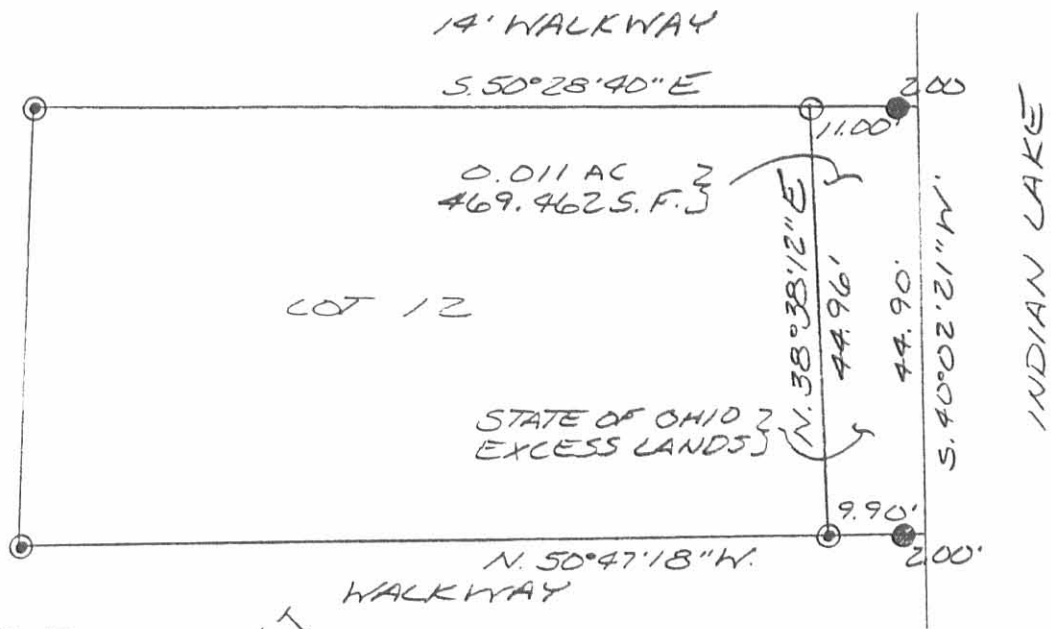 14' WALKWAY
S. 50°28'40" E
2.00
11.00'
0.011 AC
469.462 S.F.
N. 38°38'12" E
44.96'
44.90'
S. 40°02'21" W.
INDIAN LAKE
LOT 12
STATE OF OHIO
EXCESS LANDS
9.90'
2.00'
N. 50°47'18" W.
WALKWAY